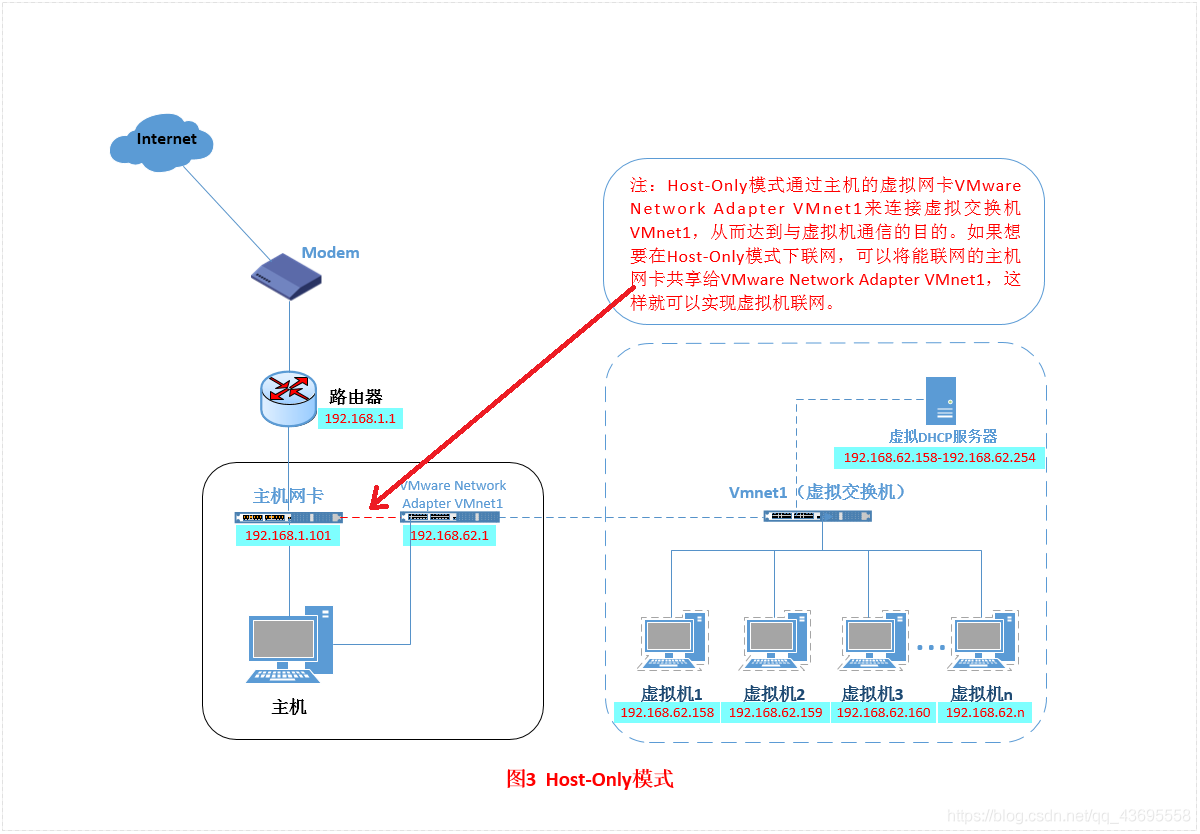 Internet
Modem
注：Host-Only模式通过主机的虚拟网卡VMware
Network Adapter VMnet1来连接虚拟交换机
VMnet1，从而达到与虚拟机通信的目的。如果想
要在Host-Only模式下联网，可以将能联网的主机
网卡共享给VMware Network Adapter VMnet1，这
样就可以实现虚拟机联网。
路由器
192.168.1.1
虚拟DHCP服务器
192.168.62.158-192.168.62.254
主机网卡
192.168.1.101
VMware Network
Adapter VMnet1
192.168.62.1
Vmnet1（虚拟交换机）
主机
虚拟机1
192.168.62.158
虚拟机2
192.168.62.159
虚拟机3
192.168.62.160
虚拟机n
192.168.62.n
图3 Host-Only模式
https://blog.csdn.net/qq_43695558